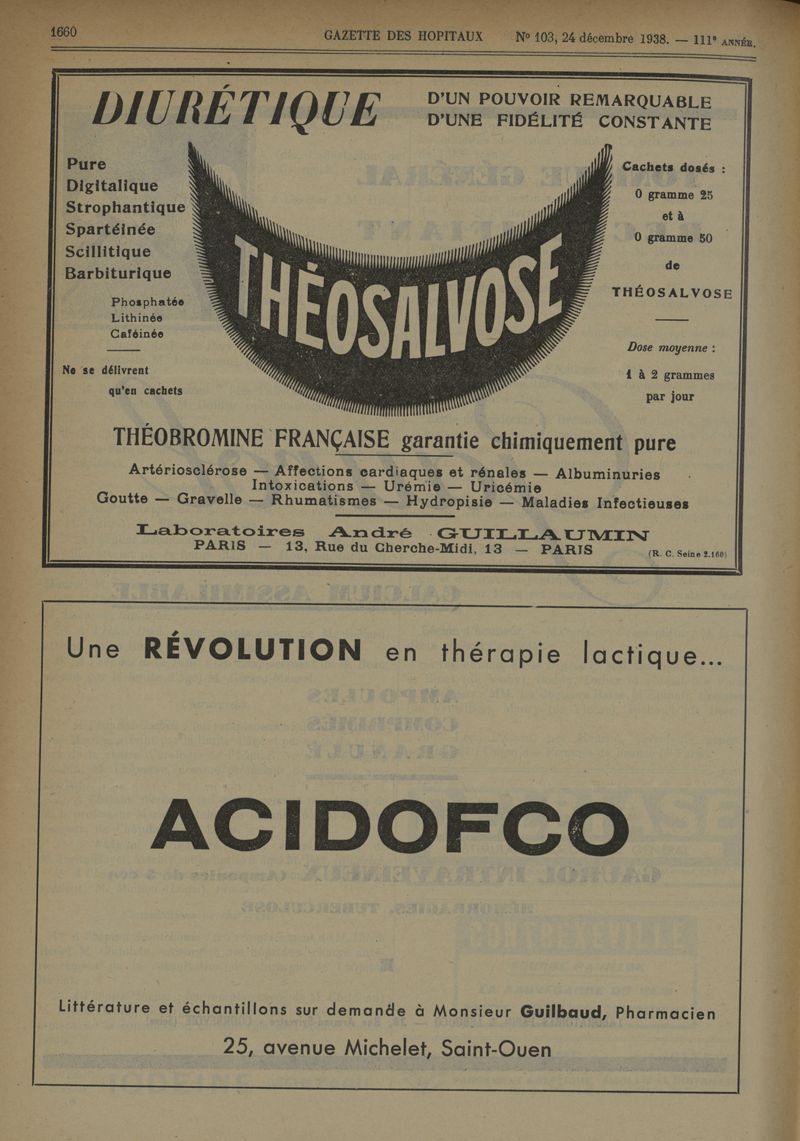 1660
GAZETTE DES HOPITAUX
Nº 103, 24 décembre 1938. — 111e ANNÉE.
DIURÉTIQUE
D'UN POUVOIR REMARQUABLE
D'UNE FIDÉLITÉ CONSTANTE
Pure
Digitalique
Strophantique
Spartéinée
Scillitique
Barbiturique
Phosphatée
Lithinée
Caféinée
Ne se délivrent
qu'en cachets
THÉOSALVOSE
Cachets dosés :
0 gramme 25
et à
0 gramme 50
de
THÉOSALVOSE
Dose moyenne :
1 à 2 grammes
par jour
THÉOBROMINE FRANÇAISE garantie chimiquement pure
Artériosclérose — Affections cardiaques et rénales — Albuminuries
Intoxications — Urémie — Uricémie
Goutte — Gravelle — Rhumatismes — Hydropisie — Maladies Infectieuses
Laboratoires André GUILLAUMIN
PARIS — 13, Rue du Cherche-Midi, 13 — PARIS
(R. C. Seine 2.160)
Une RÉVOLUTION en thérapie lactique...
ACIDOFCO
Littérature et échantillons sur demande à Monsieur Guilbaud, Pharmacien
25, avenue Michelet, Saint-Ouen